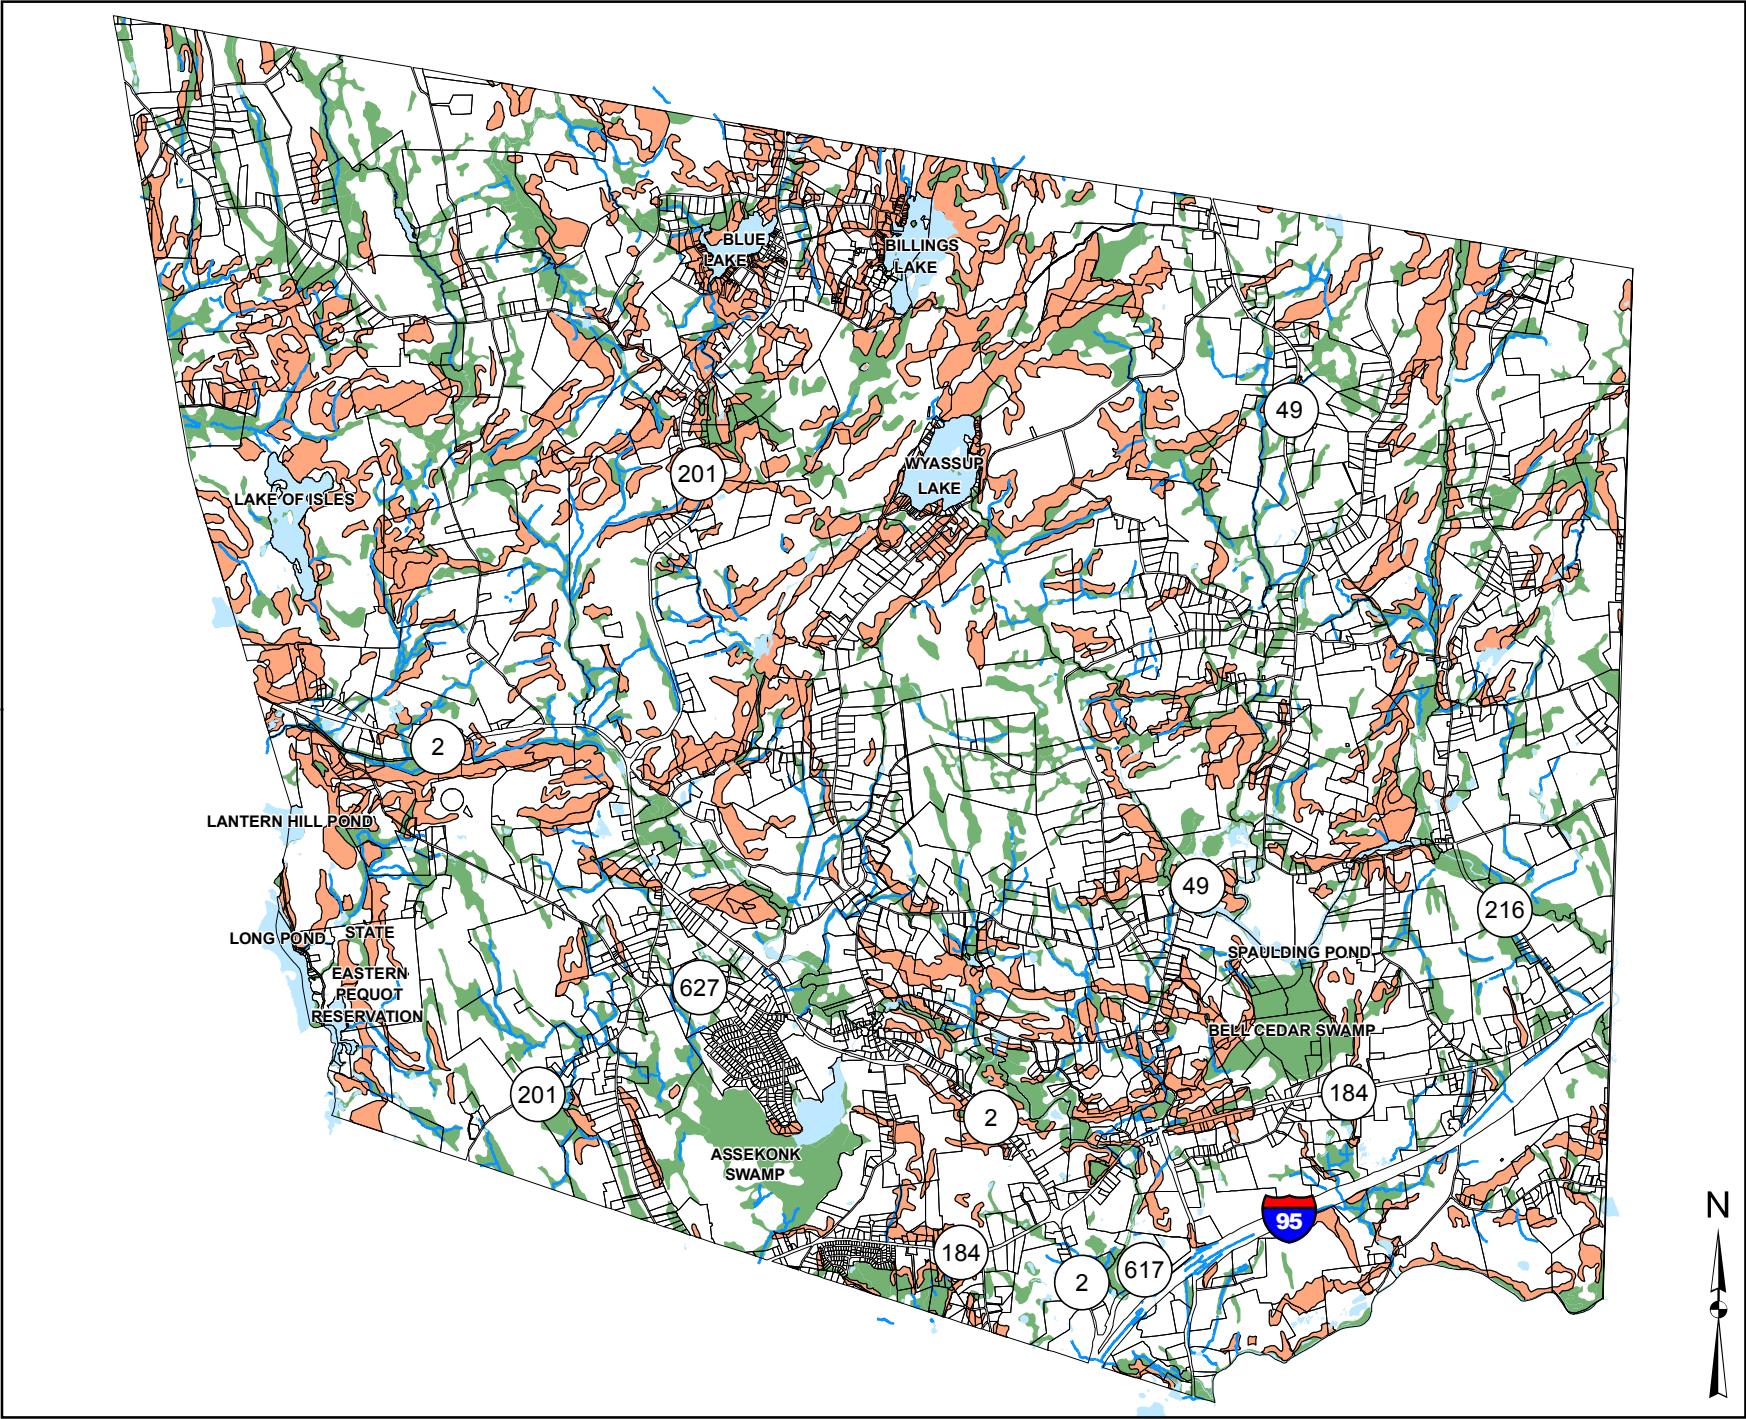 BLUE
LAKE
BILLINGS
LAKE
49
WYASSUP
LAKE
201
LAKE OF ISLES
2
LANTERN HILL POND
49
216
LONG POND
STATE
EASTERN
PEQUOT
RESERVATION
SPAULDING POND
627
BELL CEDAR SWAMP
201
184
2
ASSEKONK
SWAMP
N
95
184
2
617